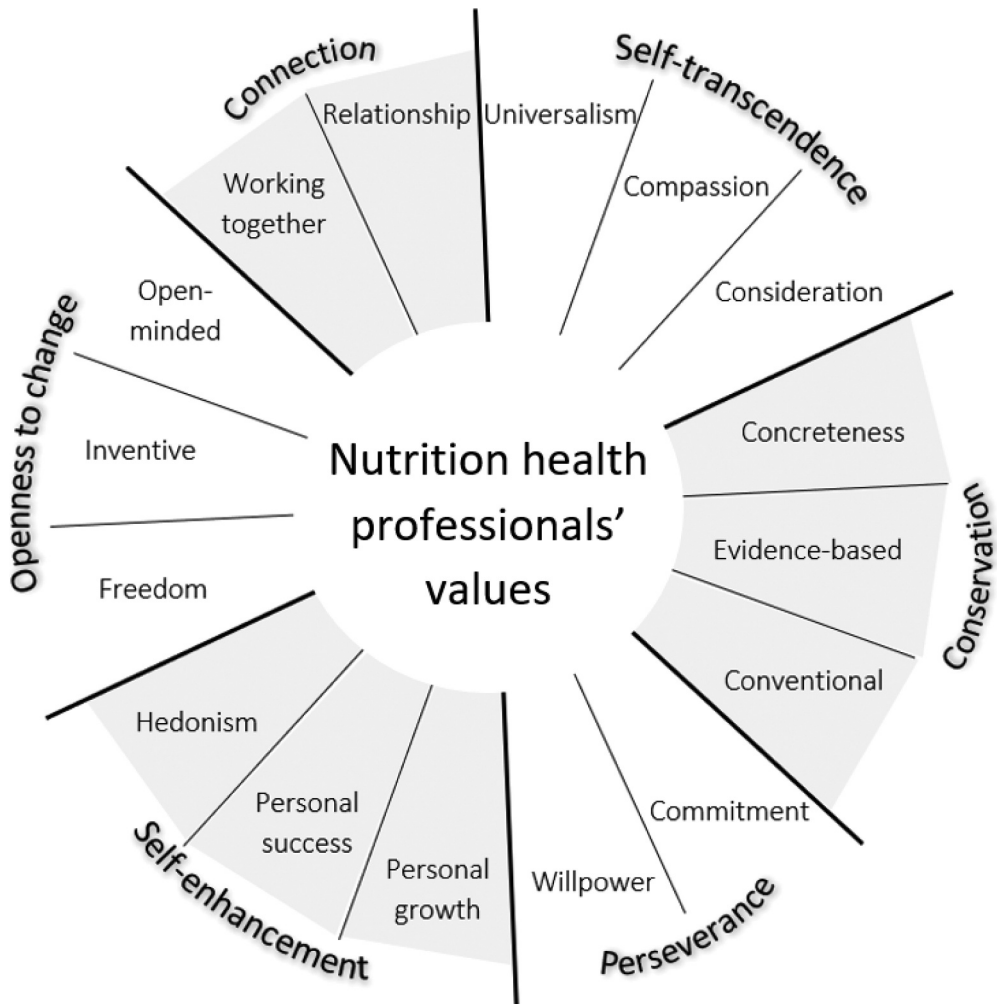 Connection
Relationship
Working
together
Self-transcendence
Universalism
Compassion
Consideration
Conservation
Concreteness
Evidence-based
Conventional
Perseverance
Commitment
Willpower
Self-enhancement
Personal
growth
Personal
success
Hedonism
Openness to change
Freedom
Inventive
Open-
minded
Nutrition health
professionals’
values